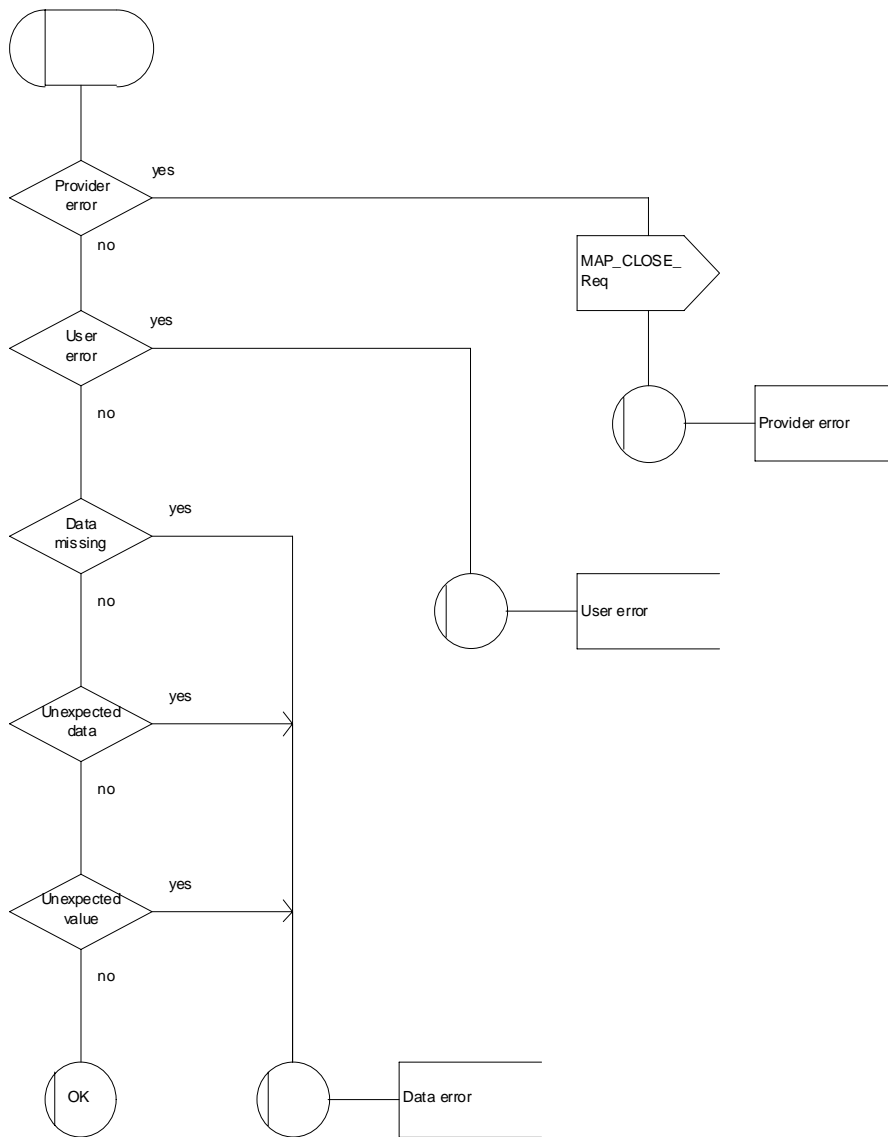 yes
Provider
error
no
MAP_CLOSE_
Req
yes
User
error
no
Provider error
yes
Data
missing
no
User error
yes
Unexpected
data
no
yes
Unexpected
value
no
OK
Data error